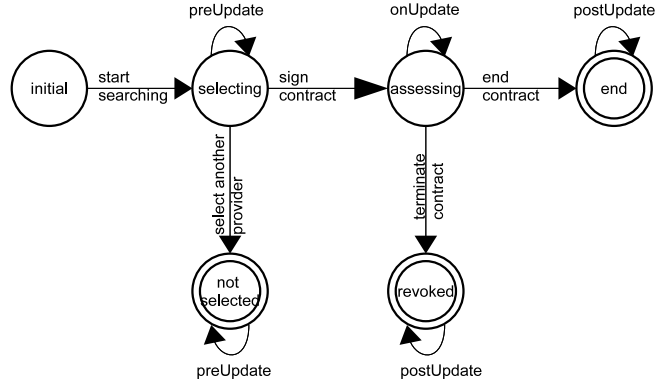 preUpdate
onUpdate
postUpdate
initial
start
searching
selecting
sign
contract
assessing
end
contract
end
select another
provider
terminate
contract
not
selected
revoked
preUpdate
postUpdate